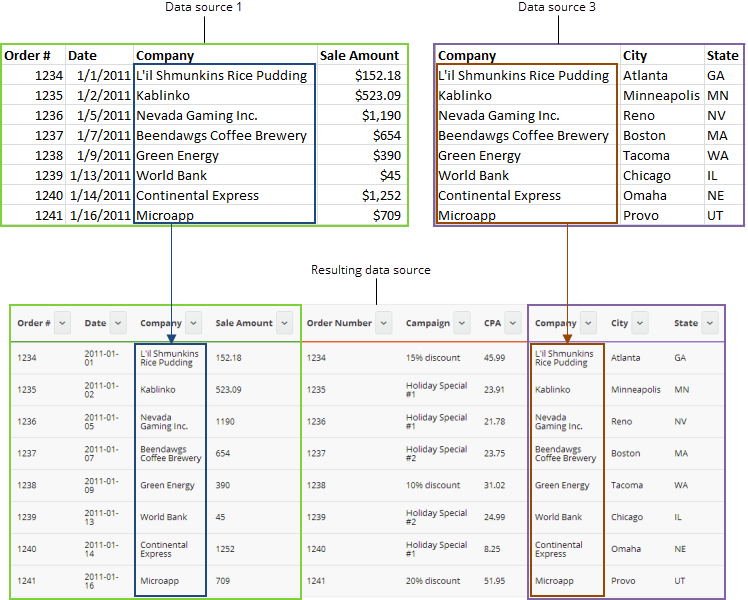 Data source 1 Data source 3
Order # Date Company Sale Amount Company City State
1234 1/1/2011 L'il Shmunkins Rice Pudding $152.18 L'il Shmunkins Rice Pudding Atlanta GA
1235 1/2/2011 Kablinko $523.09 Kablinko Minneapolis MN
1236 1/5/2011 Nevada Gaming Inc. $1,190 Nevada Gaming Inc. Reno NV
1237 1/7/2011 Beendawgs Coffee Brewery $654 Beendawgs Coffee Brewery Boston MA
1238 1/9/2011 Green Energy $390 Green Energy Tacoma WA
1239 1/13/2011 World Bank $45 World Bank Chicago IL
1240 1/14/2011 Continental Express $1,252 Continental Express Omaha NE
1241 1/16/2011 Microapp $709 Microapp Provo UT
Resulting data source
Order # Date Company Sale Amount Order Number Campaign CPA Company City State
1234 2011-01-01 L'il Shmunkins Rice Pudding 152.18 1234 15% discount 45.99 L'il Shmunkins Rice Pudding Atlanta GA
1235 2011-01-02 Kablinko 523.09 1235 Holiday Special #1 23.91 Kablinko Minneapolis MN
1236 2011-01-05 Nevada Gaming Inc. 1190 1236 Holiday Special #1 21.78 Nevada Gaming Inc. Reno NV
1237 2011-01-07 Beendawgs Coffee Brewery 654 1237 Holiday Special #2 23.75 Beendawgs Coffee Brewery Boston MA
1238 2011-01-09 Green Energy 390 1238 10% discount 31.02 Green Energy Tacoma WA
1239 2011-01-13 World Bank 45 1239 Holiday Special #2 24.99 World Bank Chicago IL
1240 2011-01-14 Continental Express 1252 1240 Holiday Special #1 8.25 Continental Express Omaha NE
1241 2011-01-16 Microapp 709 1241 20% discount 51.95 Microapp Provo UT